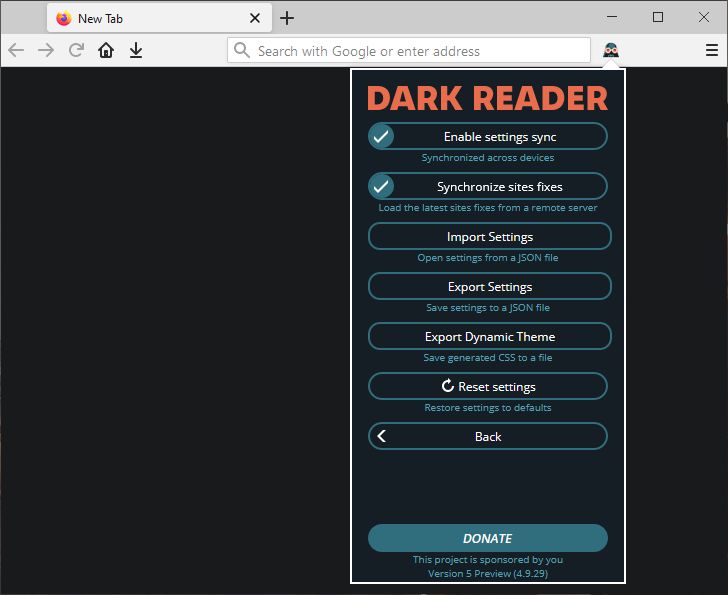 New Tab
Search with Google or enter address
DARK READER
Enable settings sync
Synchronized across devices
Synchronize sites fixes
Load the latest sites fixes from a remote server
Import Settings
Open settings from a JSON file
Export Settings
Save settings to a JSON file
Export Dynamic Theme
Save generated CSS to a file
Reset settings
Restore settings to defaults
Back
DONATE
This project is sponsored by you
Version 5 Preview (4.9.29)